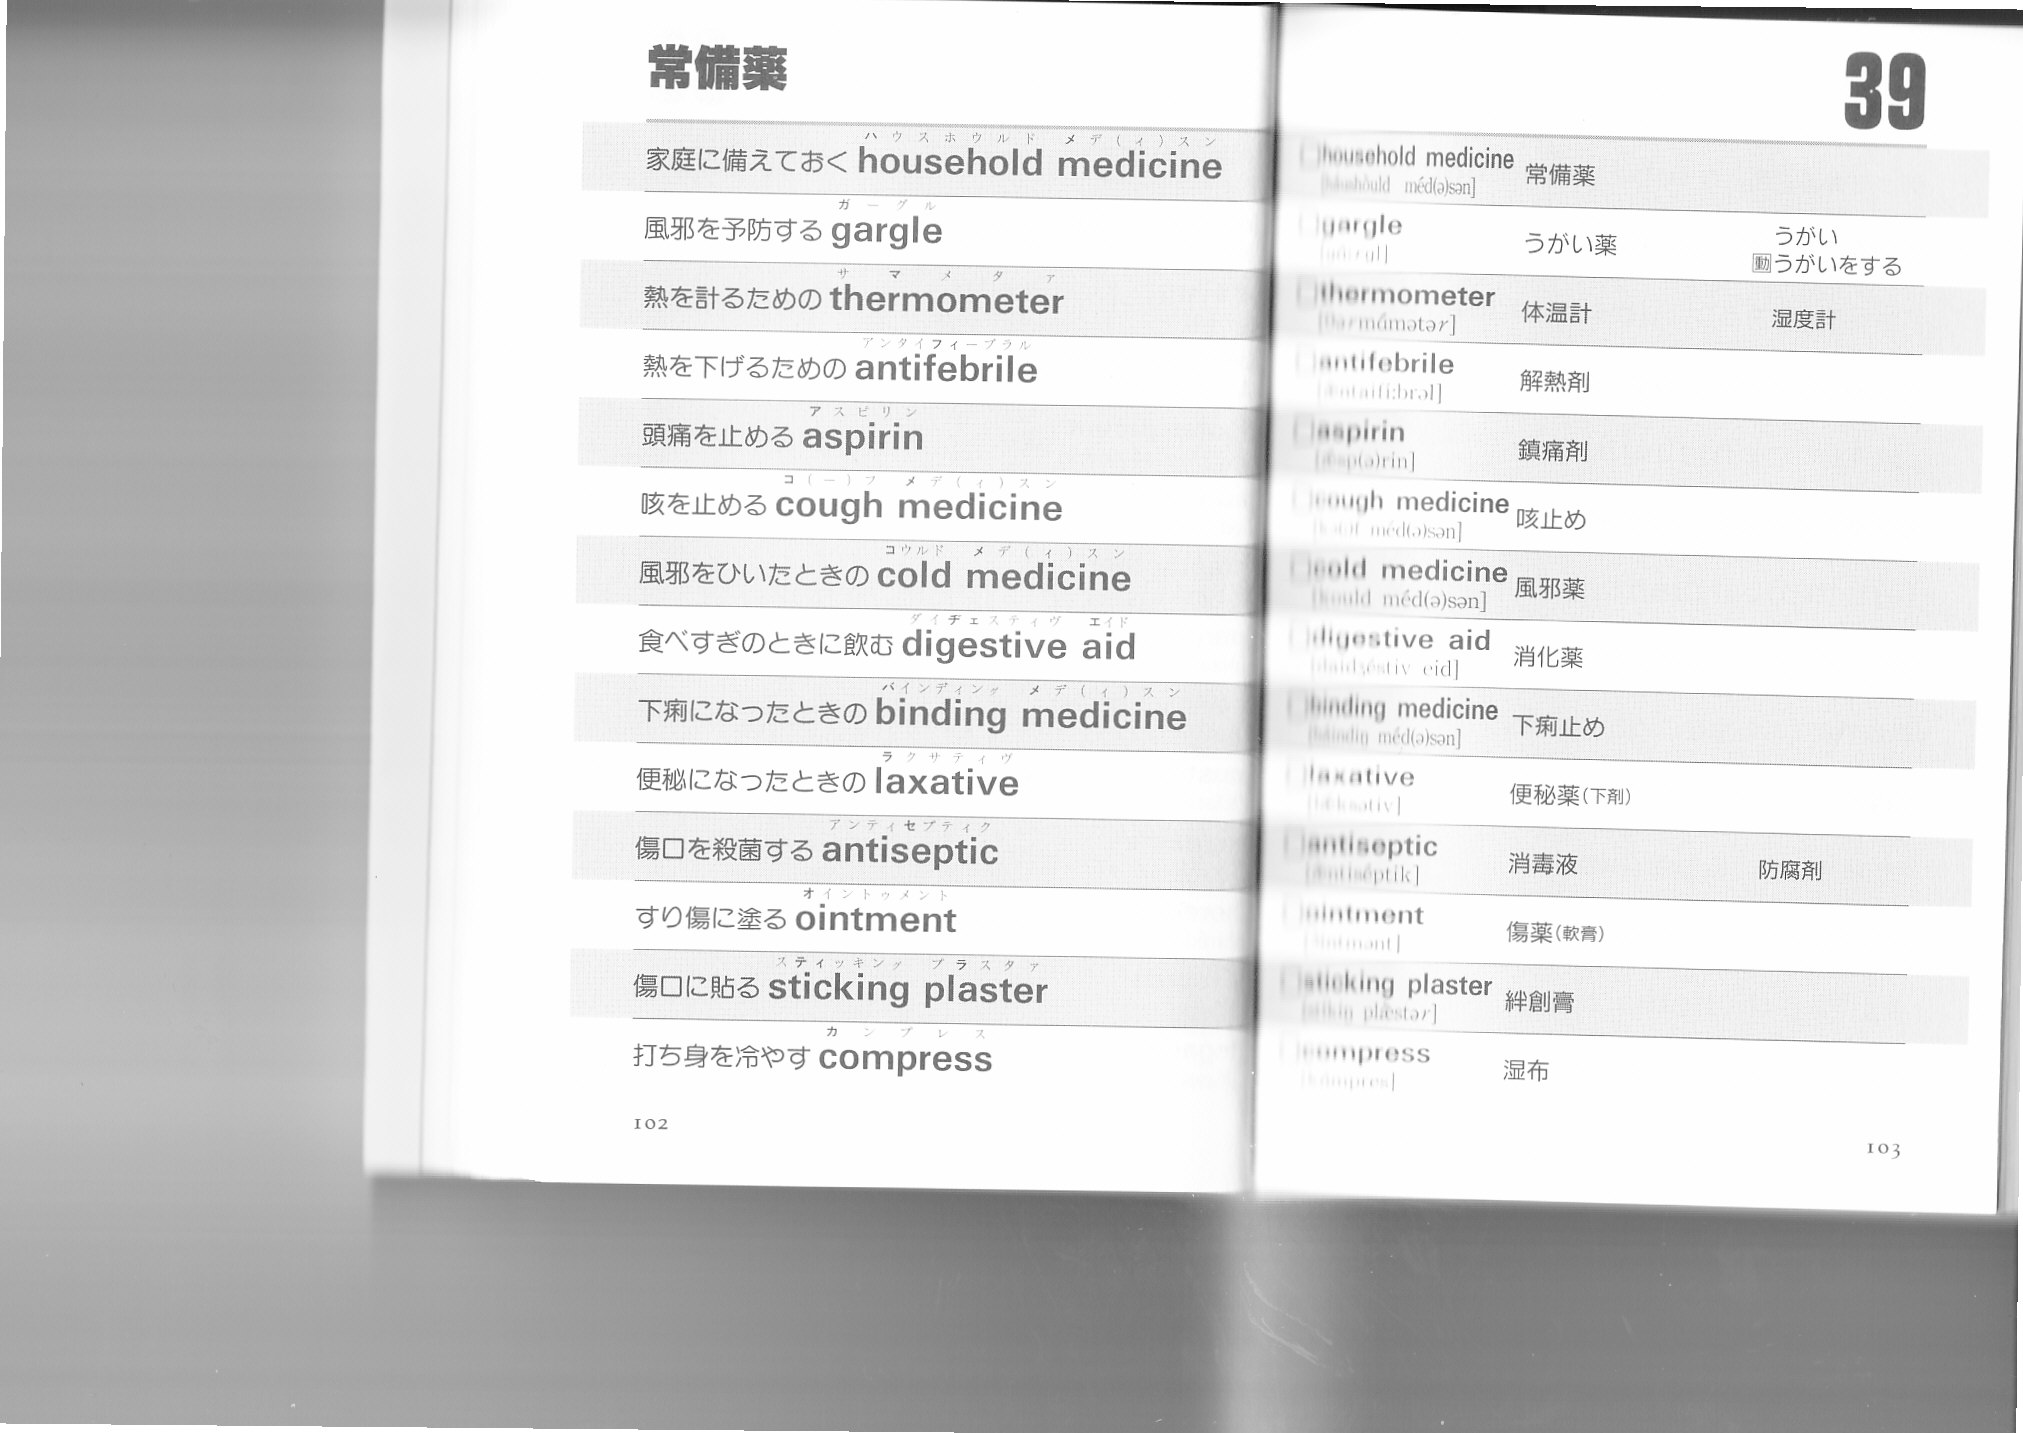 常備薬
ハウスホウルド メデ(ィ)スン
家庭に備えておく household medicine
ガーグル
風邪を予防する gargle
サマメタァ
熱を計るための thermometer
アンタイフィーブラル
熱を下げるための antifebrile
アスピリン
頭痛を止める aspirin
コ(ー)フ メデ(ィ)スン
咳を止める cough medicine
コウルド メデ(ィ)スン
風邪をひいたときの cold medicine
ダイヂェスティヴ エイド
食べすぎのときに飲む digestive aid
バインディング メデ(ィ)スン
下痢になったときの binding medicine
ラクサティヴ
便秘になったときの laxative
アンティセプティク
傷口を殺菌する antiseptic
オイントゥメント
すり傷に塗る ointment
スティッキング プラスタァ
傷口に貼る sticking plaster
カンプレス
打ち身を冷やす compress
102
39
household medicine 常備薬
méd(ə)sən]
gargle うがい薬 うがい
動うがいをする
thermometer 体温計 湿度計
antifebrile 解熱剤
aspirin 鎮痛剤
cough medicine 咳止め
méd(ə)sən]
cold medicine 風邪薬
méd(ə)sən]
digestive aid 消化薬
eid]
binding medicine 下痢止め
méd(ə)sən]
laxative 便秘薬(下剤)
antiseptic 消毒液 防腐剤
ointment 傷薬(軟膏)
sticking plaster 絆創膏
plǽstər]
compress 湿布
103